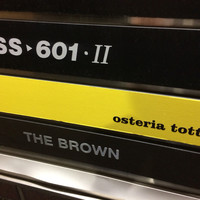 SS▸601·II
osteria tott
THE BROWN